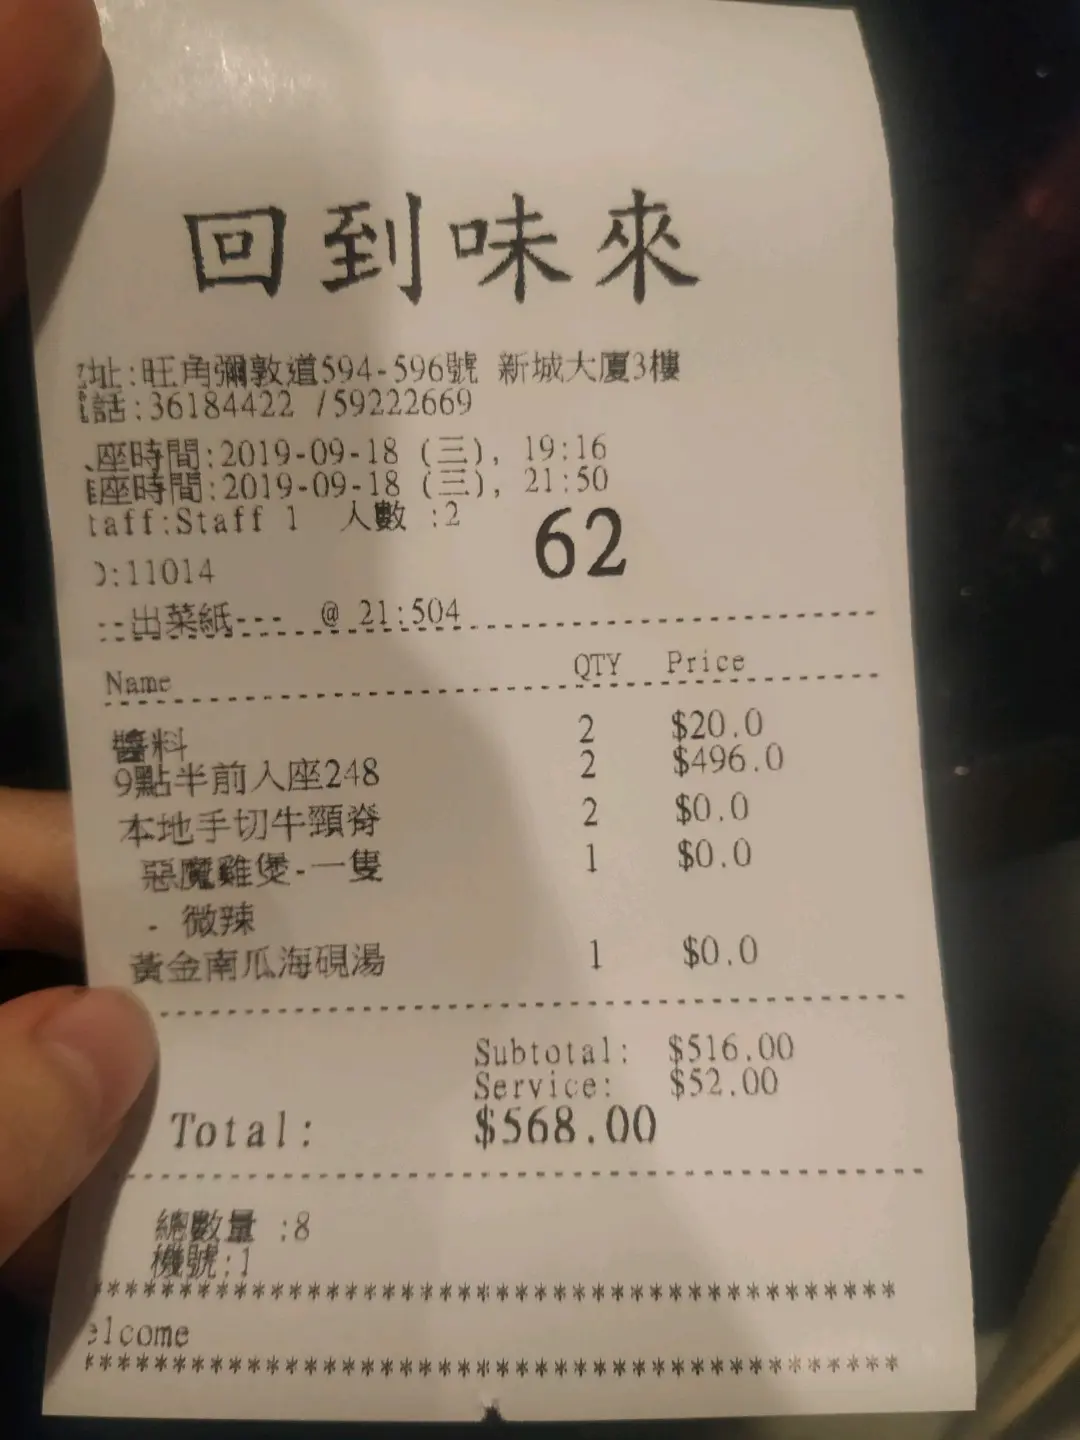 回到味來
址:旺角彌敦道594-596號 新城大廈3樓
話:36184422 /59222669
座時間:2019-09-18 (三), 19:16
座時間:2019-09-18 (三), 21:50
taff:Staff 1 人數 :2
62
:11014
---出菜紙--- @ 21:504
Name QTY Price
醬料 2 $20.0
9點半前入座248 2 $496.0
本地手切牛頸脊 2 $0.0
惡魔雞煲-一隻 1 $0.0
- 微辣
黃金南瓜海硯湯 1 $0.0
Subtotal: $516.00
Service: $52.00
Total: $568.00
總數量 :8
機號:1
elcome